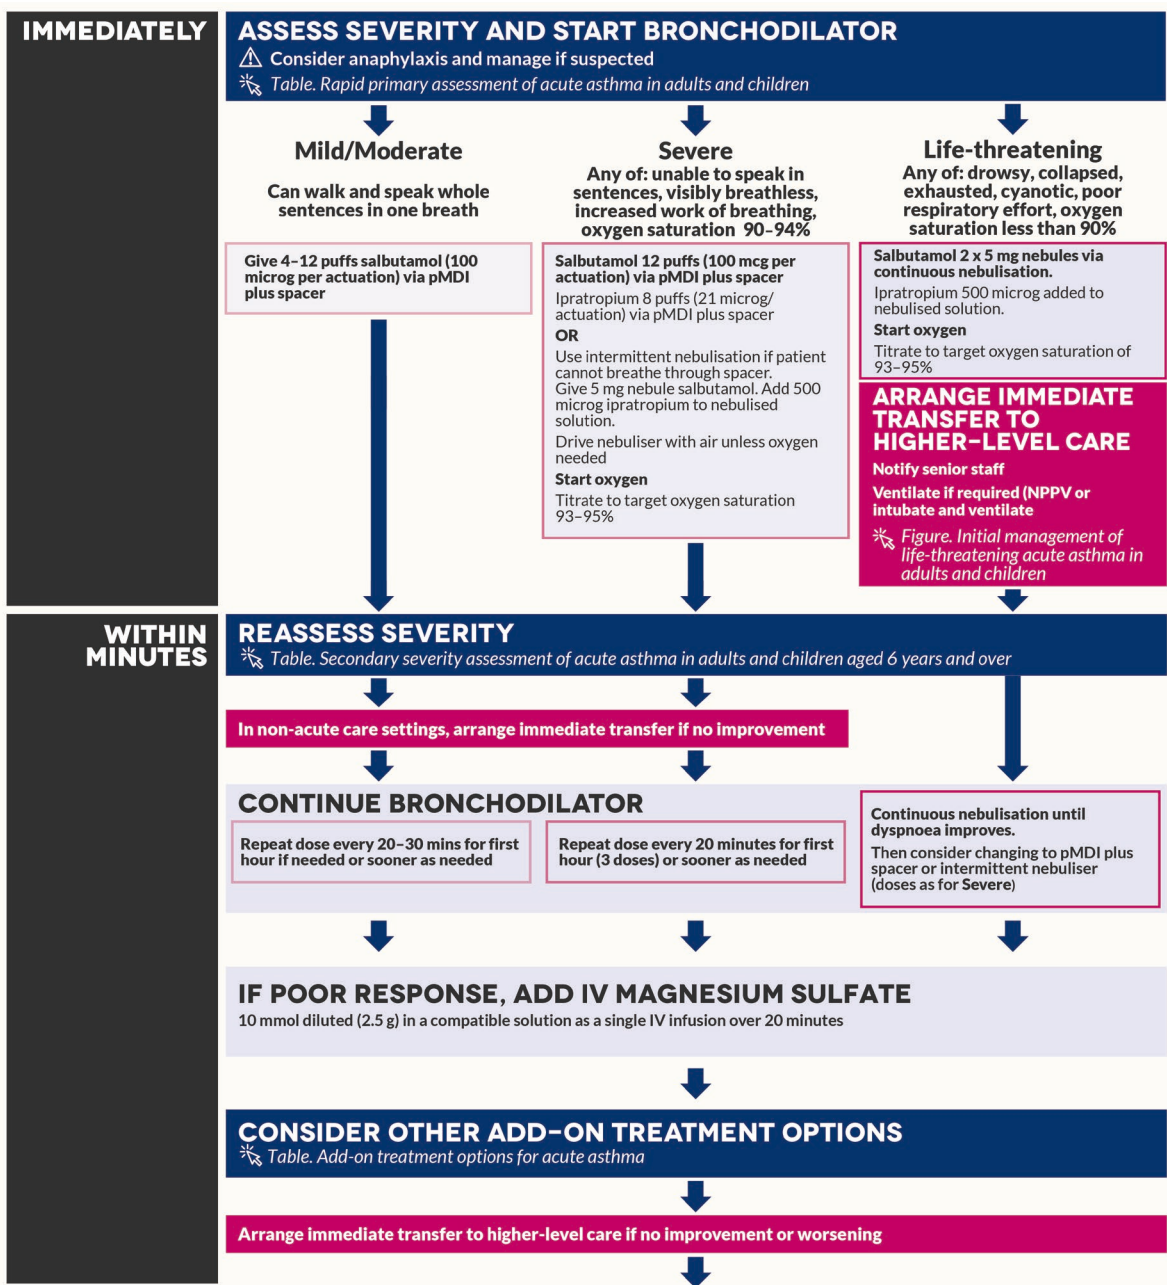 IMMEDIATELY
ASSESS SEVERITY AND START BRONCHODILATOR
Consider anaphylaxis and manage if suspected
Table. Rapid primary assessment of acute asthma in adults and children
Mild/Moderate
Can walk and speak whole
sentences in one breath
Give 4–12 puffs salbutamol (100
microg per actuation) via pMDI
plus spacer
Severe
Any of: unable to speak in
sentences, visibly breathless,
increased work of breathing,
oxygen saturation 90–94%
Salbutamol 12 puffs (100 mcg per
actuation) via pMDI plus spacer
Ipratropium 8 puffs (21 microg/
actuation) via pMDI plus spacer
OR
Use intermittent nebulisation if patient
cannot breathe through spacer.
Give 5 mg nebule salbutamol. Add 500
microg ipratropium to nebulised
solution.
Drive nebuliser with air unless oxygen
needed
Start oxygen
Titrate to target oxygen saturation
93–95%
Life-threatening
Any of: drowsy, collapsed,
exhausted, cyanotic, poor
respiratory effort, oxygen
saturation less than 90%
Salbutamol 2 x 5 mg nebules via
continuous nebulisation.
Ipratropium 500 microg added to
nebulised solution.
Start oxygen
Titrate to target oxygen saturation of
93–95%
ARRANGE IMMEDIATE
TRANSFER TO
HIGHER-LEVEL CARE
Notify senior staff
Ventilate if required (NPPV or
intubate and ventilate
Figure. Initial management of
life-threatening acute asthma in
adults and children
WITHIN
MINUTES
REASSESS SEVERITY
Table. Secondary severity assessment of acute asthma in adults and children aged 6 years and over
In non-acute care settings, arrange immediate transfer if no improvement
CONTINUE BRONCHODILATOR
Repeat dose every 20–30 mins for first
hour if needed or sooner as needed
Repeat dose every 20 minutes for first
hour (3 doses) or sooner as needed
Continuous nebulisation until
dyspnoea improves.
Then consider changing to pMDI plus
spacer or intermittent nebuliser
(doses as for Severe)
IF POOR RESPONSE, ADD IV MAGNESIUM SULFATE
10 mmol diluted (2.5 g) in a compatible solution as a single IV infusion over 20 minutes
CONSIDER OTHER ADD-ON TREATMENT OPTIONS
Table. Add-on treatment options for acute asthma
Arrange immediate transfer to higher-level care if no improvement or worsening